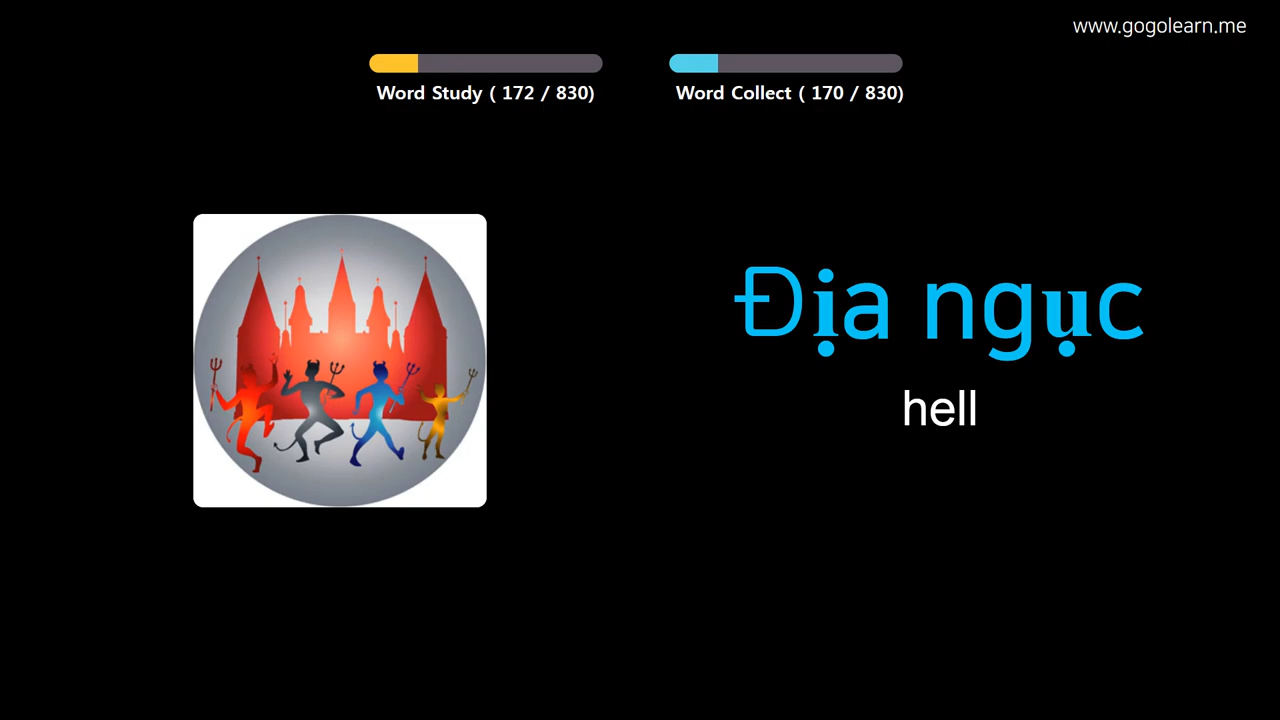 www.gogolearn.me
Word Study ( 172 / 830)
Word Collect ( 170 / 830)
Địa ngục
hell